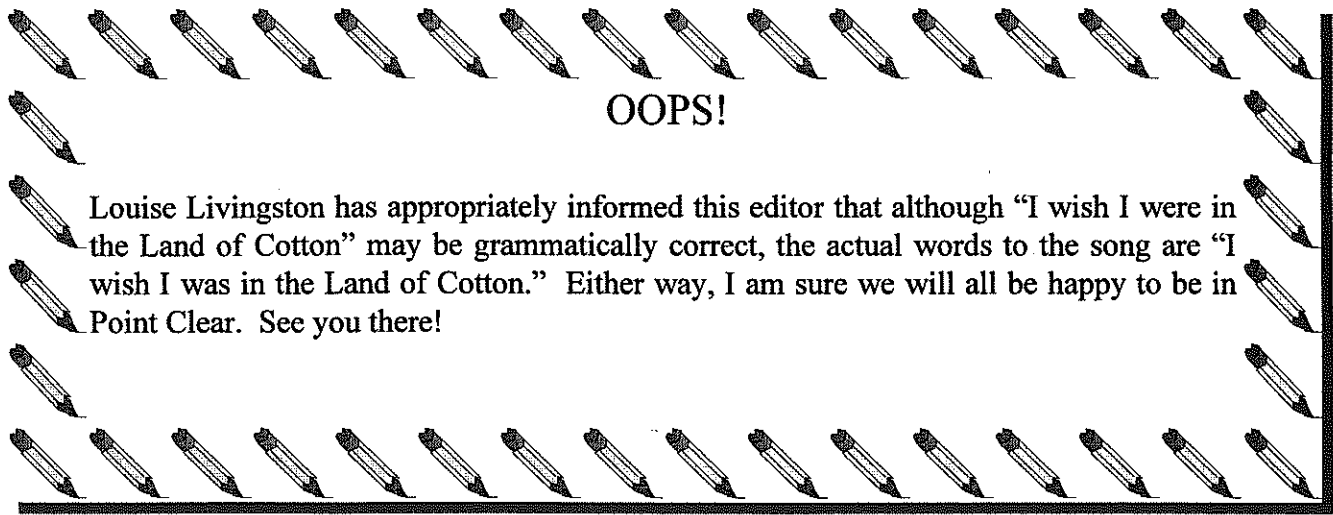 OOPS!
Louise Livingston has appropriately informed this editor that although “I wish I were in
the Land of Cotton” may be grammatically correct, the actual words to the song are “I
wish I was in the Land of Cotton.” Either way, I am sure we will all be happy to be in
Point Clear. See you there!